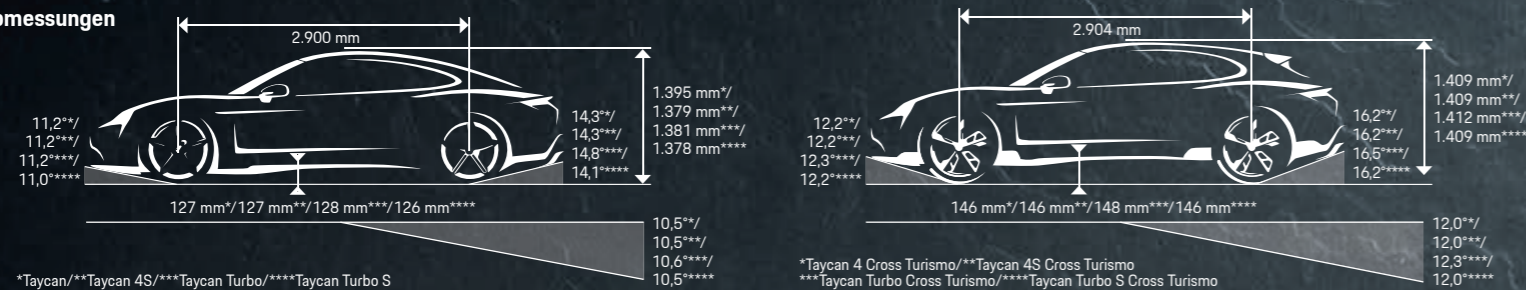 2.900 mm
11,2°*/
11,2°**/
11,2°***/
11,0°****
14,3°*/
14,3°**/
14,8°***/
14,1°****
1.395 mm*/
1.379 mm**/
1.381 mm***/
1.378 mm****
127 mm*/127 mm**/128 mm***/126 mm****
10,5°*/
10,5°**/
10,6°***/
10,5°****
*Taycan/**Taycan 4S/***Taycan Turbo/****Taycan Turbo S
2.904 mm
12,2°*/
12,2°**/
12,3°***/
12,2°****
16,2°*/
16,2°**/
16,5°***/
16,2°****
1.409 mm*/
1.409 mm**/
1.412 mm***/
1.409 mm****
146 mm*/146 mm**/148 mm***/146 mm****
12,0°*/
12,0°**/
12,3°***/
12,0°****
*Taycan 4 Cross Turismo/**Taycan 4S Cross Turismo
***Taycan Turbo Cross Turismo/****Taycan Turbo S Cross Turismo